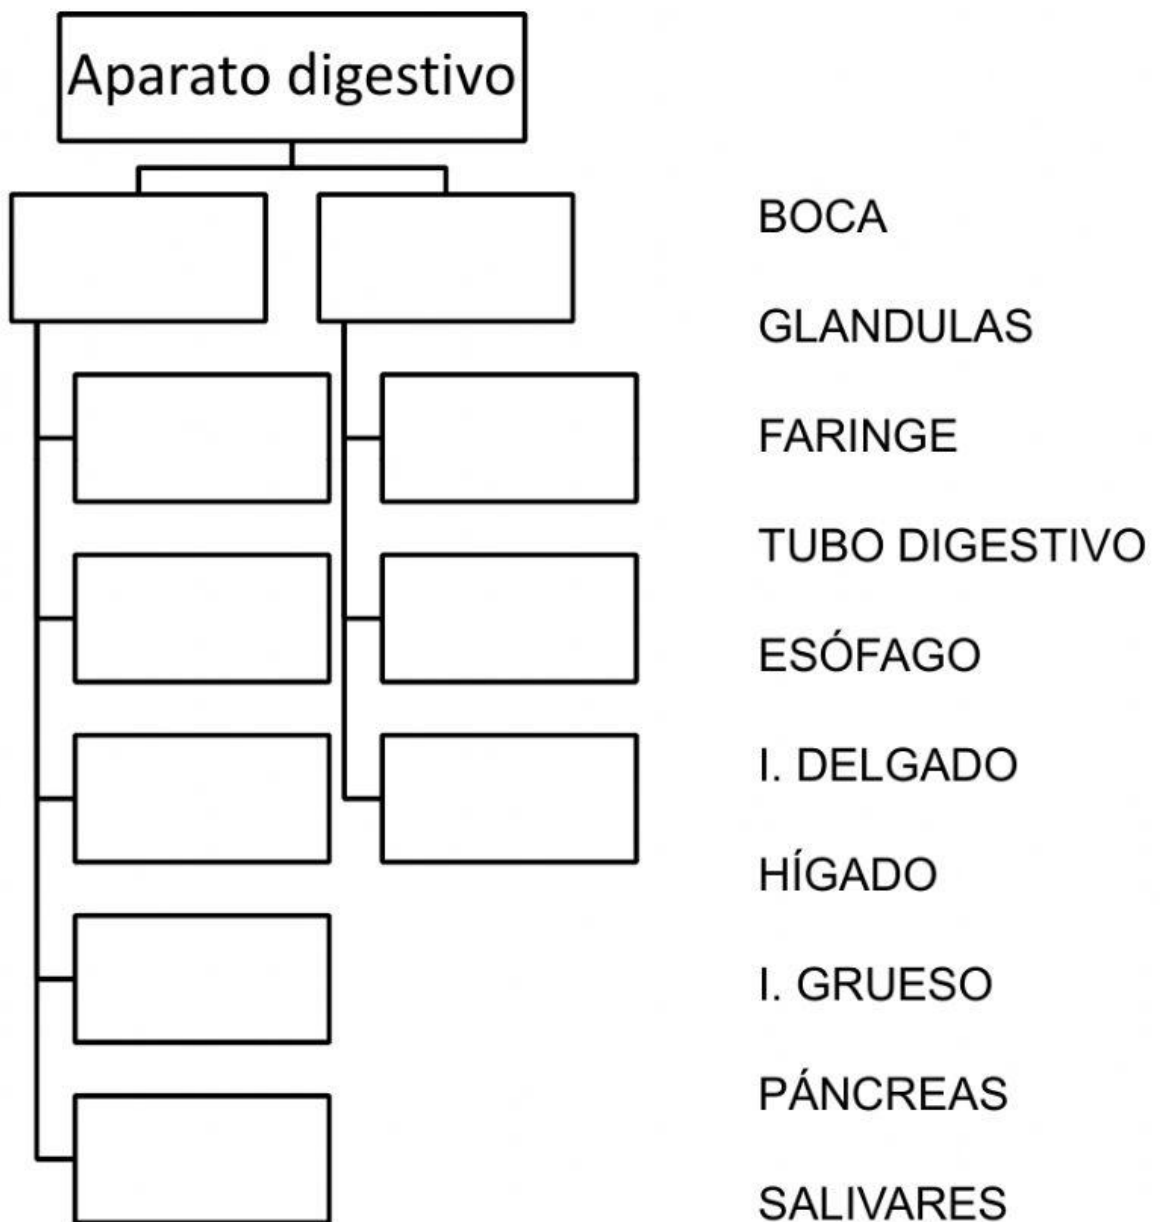 Aparato digestivo
BOCA
GLANDULAS
FARINGE
TUBO DIGESTIVO
ESÓFAGO
I. DELGADO
HÍGADO
I. GRUESO
PÁNCREAS
SALIVARES